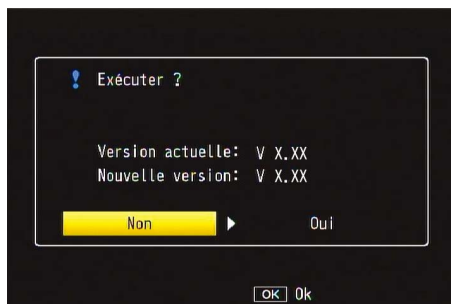 Exécuter ?
Version actuelle: V X.XX
Nouvelle version: V X.XX
Non Oui
OK Ok